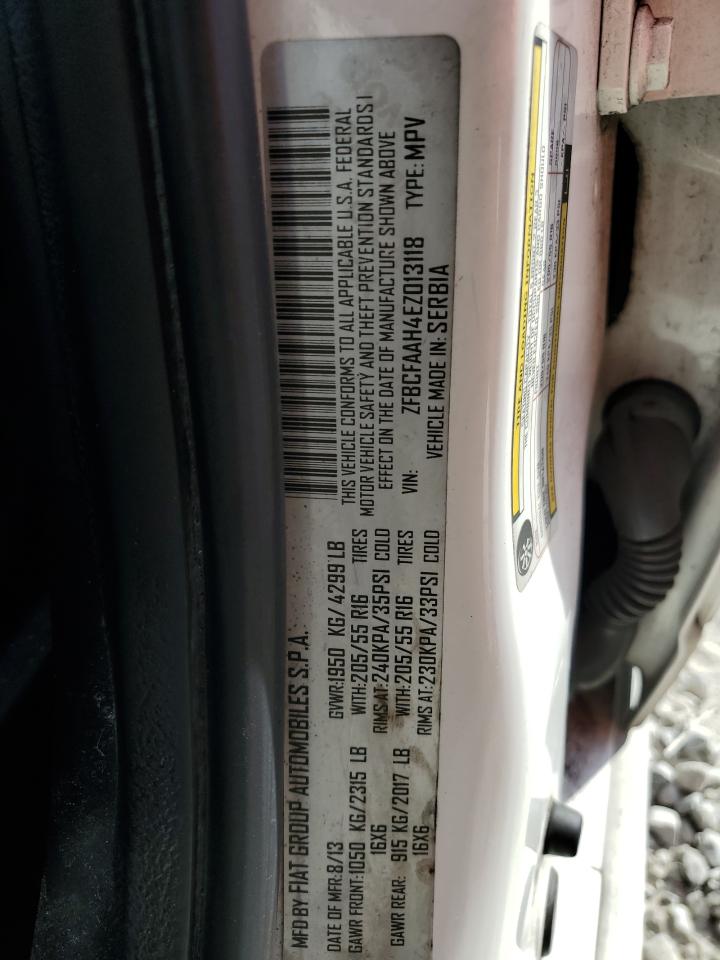 MFD BY FIAT GROUP AUTOMOBILES S.P.A.
DATE OF MFR: 8/13 GVWR: 1950 KG/ 4299 LB
GAWR FRONT: 1050 KG/2315 LB WITH: 205/55 R16 TIRES
16X6 RIMS AT: 240KPA/35PSI COLD
GAWR REAR: 915 KG/2017 LB WITH: 205/55 R16 TIRES
16X6 RIMS AT: 230KPA/33PSI COLD
THIS VEHICLE CONFORMS TO ALL APPLICABLE U.S.A. FEDERAL
MOTOR VEHICLE SAFETY AND THEFT PREVENTION STANDARDS I
EFFECT ON THE DATE OF MANUFACTURE SHOWN ABOVE
VIN: ZFBCFAAH4EZ013118 TYPE: MPV
VEHICLE MADE IN: SERBIA
TIRE AND LOADING INFORMATION